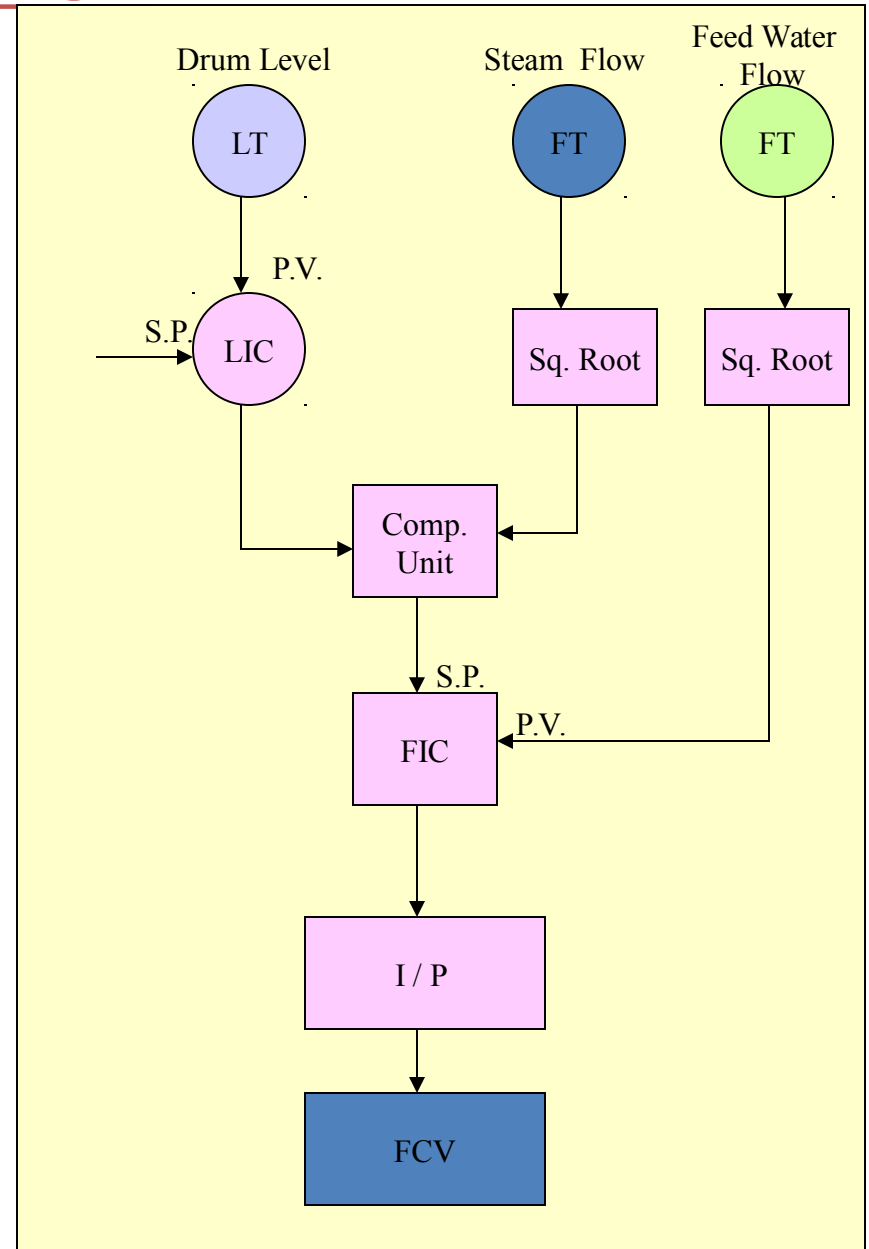 Drum Level
Steam Flow
Feed Water
Flow
LT
FT
FT
P.V.
S.P.
LIC
Sq. Root
Sq. Root
Comp.
Unit
S.P.
P.V.
FIC
I / P
FCV